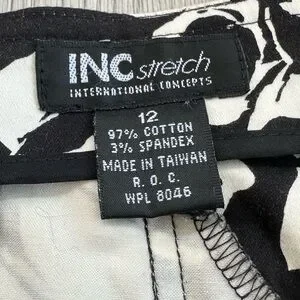 INC stretch
INTERNATIONAL CONCEPTS
12
97% COTTON
3% SPANDEX
MADE IN TAIWAN
R. O. C.
WPL 8046